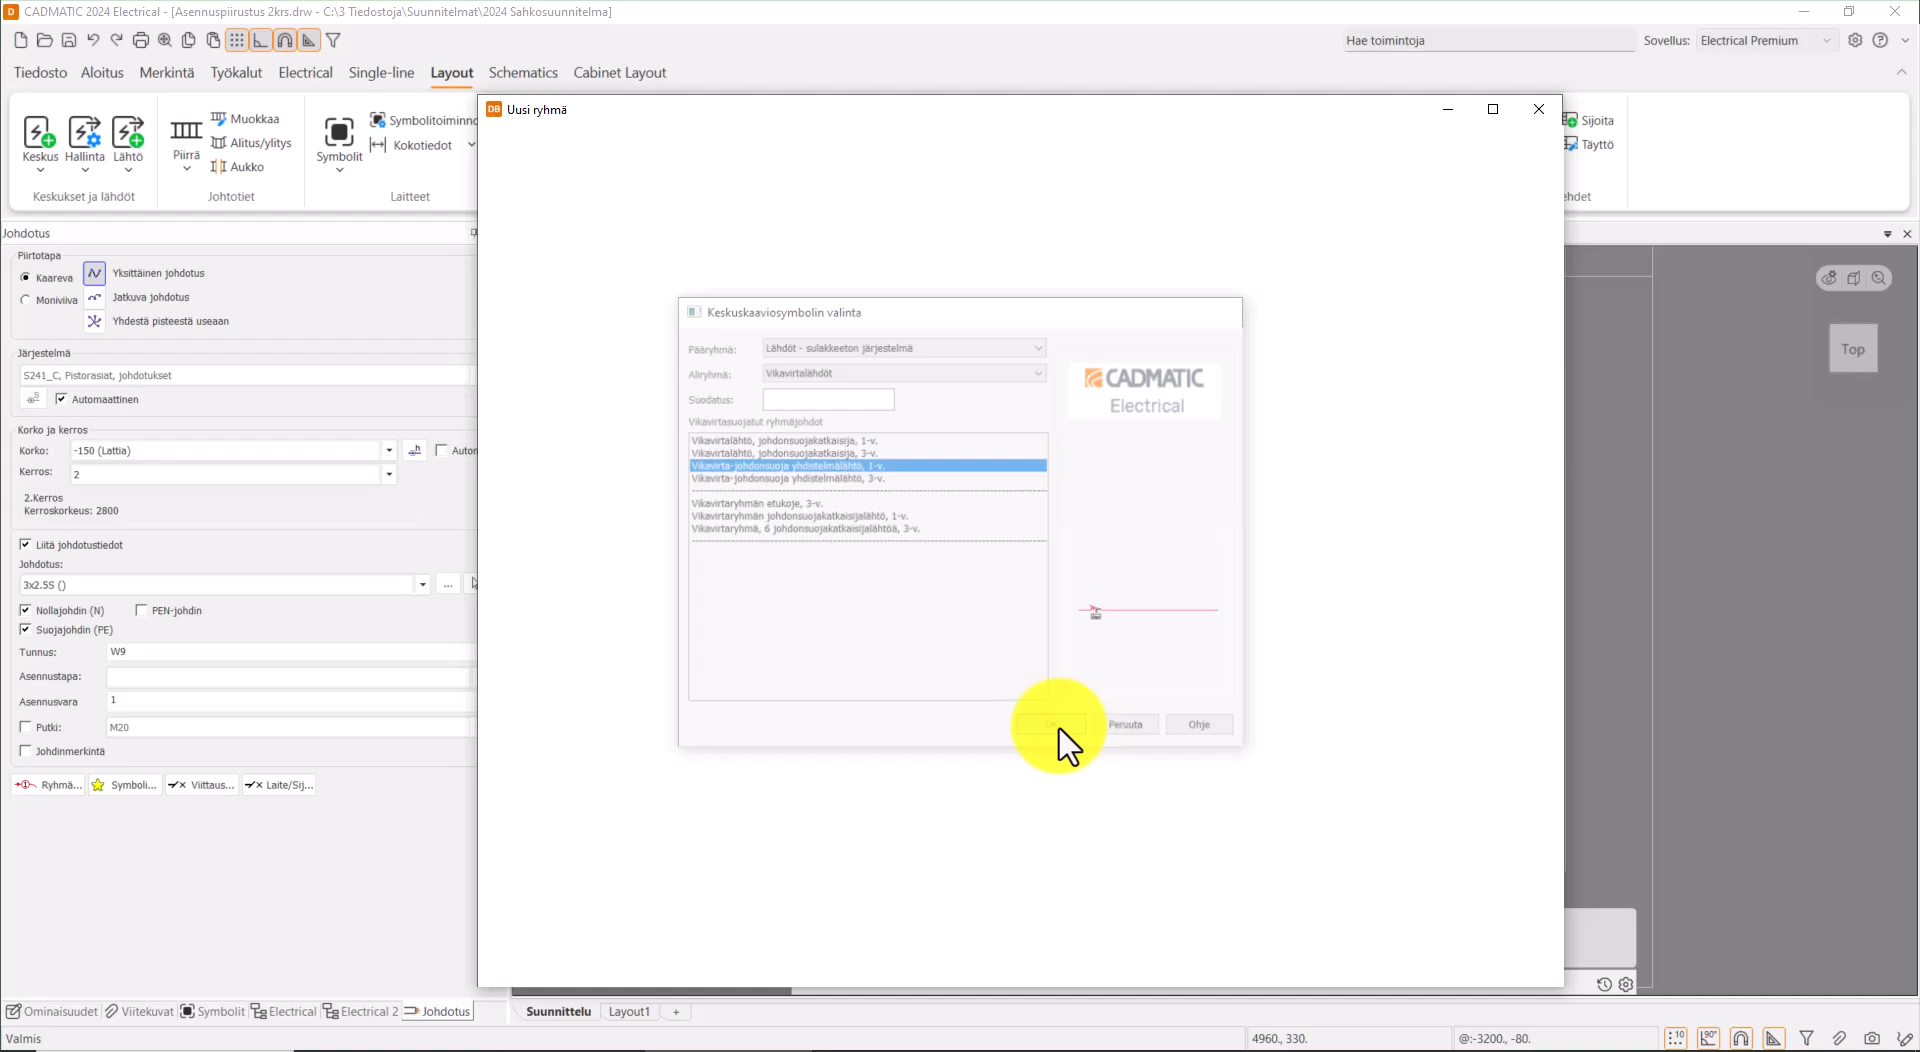 CADMATIC 2024 Electrical - [Asennuspiirustus 2krs.drw - C:\3 Tiedostoja\Suunnitelmat\2024 Sahkosuunnitelma]
Hae toimintoja
Sovellus: Electrical Premium
Tiedosto Aloitus Merkintä Työkalut Electrical Single-line Layout Schematics Cabinet Layout
DB Uusi ryhmä
Keskus Hallinta Lähtö
Keskukset ja lähdöt
Piirrä
Muokkaa
Alitus/ylitys
Aukko
Johtotiet
Symbolit
Symbolitoiminno
Kokotiedot
Laitteet
Sijoita
Täyttö
ehdet
Johdotus
Piirtotapa
Kaareva
Moniviiva
Yksittäinen johdotus
Jatkuva johdotus
Yhdestä pisteestä useaan
Järjestelmä
S241_C, Pistorasiat, johdotukset
Automaattinen
Korko ja kerros
Korko: -150 (Lattia) Auton
Kerros: 2
2.Kerros
Kerroskorkeus: 2800
Liitä johdotustiedot
Johdotus:
3x2.5S () ...
Nollajohdin (N) PEN-johdin
Suojajohdin (PE)
Tunnus: W9
Asennustapa:
Asennusvara 1
Putki: M20
Johdinmerkintä
Ryhmä... Symboli... Viittaus... Laite/Sij...
Keskuskaaviosymbolin valinta
Pääryhmä: Lähdöt - sulakkeeton järjestelmä
Aliryhmä: Vikavirtalähdöt
Suodatus:
Vikavirtasuojatut ryhmäjohdot
Vikavirtalähtö, johdonsuojakatkaisija, 1-v.
Vikavirtalähtö, johdonsuojakatkaisija, 3-v.
Vikavirta-johdonsuoja yhdistelmälähtö, 1-v.
Vikavirta-johdonsuoja yhdistelmälähtö, 3-v.
Vikavirtaryhmän etukoje, 3-v.
Vikavirtaryhmän johdonsuojakatkaisijalähtö, 1-v.
Vikavirtaryhmä, 6 johdonsuojakatkaisijalähtöä, 3-v.
CADMATIC
Electrical
OK Peruuta Ohje
Top
Ominaisuudet Viitekuvat Symbolit Electrical Electrical 2 Johdotus
Suunnittelu Layout1 +
Valmis
4960., 330.
@:-3200., -80.
10 90°